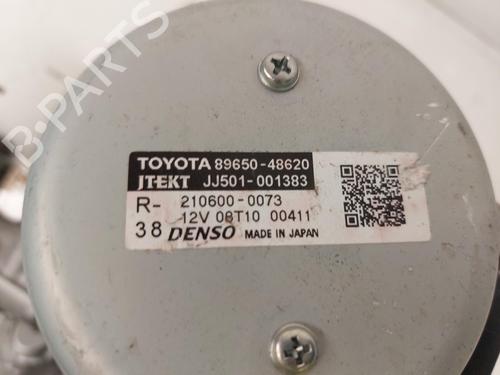 B-PARTS
TOYOTA 89650-48620
JTEKT JJ501-001383
R- 210600-0073
12V 08T10 00411
38 DENSO MADE IN JAPAN